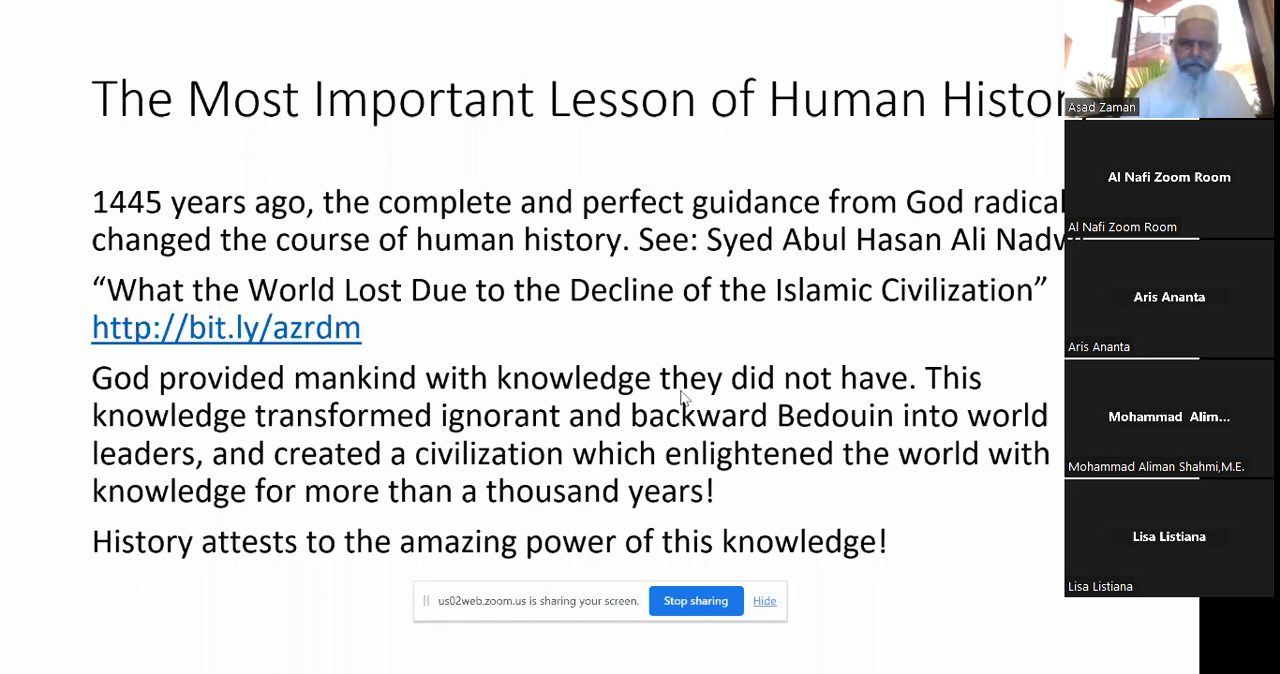 The Most Important Lesson of Human Histor
1445 years ago, the complete and perfect guidance from God radical
changed the course of human history. See: Syed Abul Hasan Ali Nadw
“What the World Lost Due to the Decline of the Islamic Civilization”
http://bit.ly/azrdm
God provided mankind with knowledge they did not have. This
knowledge transformed ignorant and backward Bedouin into world
leaders, and created a civilization which enlightened the world with
knowledge for more than a thousand years!
History attests to the amazing power of this knowledge!
us02web.zoom.us is sharing your screen.
Stop sharing
Hide
Asad Zaman
Al Nafi Zoom Room
Al Nafi Zoom Room
Aris Ananta
Aris Ananta
Mohammad Alim...
Mohammad Aliman Shahmi,M.E.
Lisa Listiana
Lisa Listiana